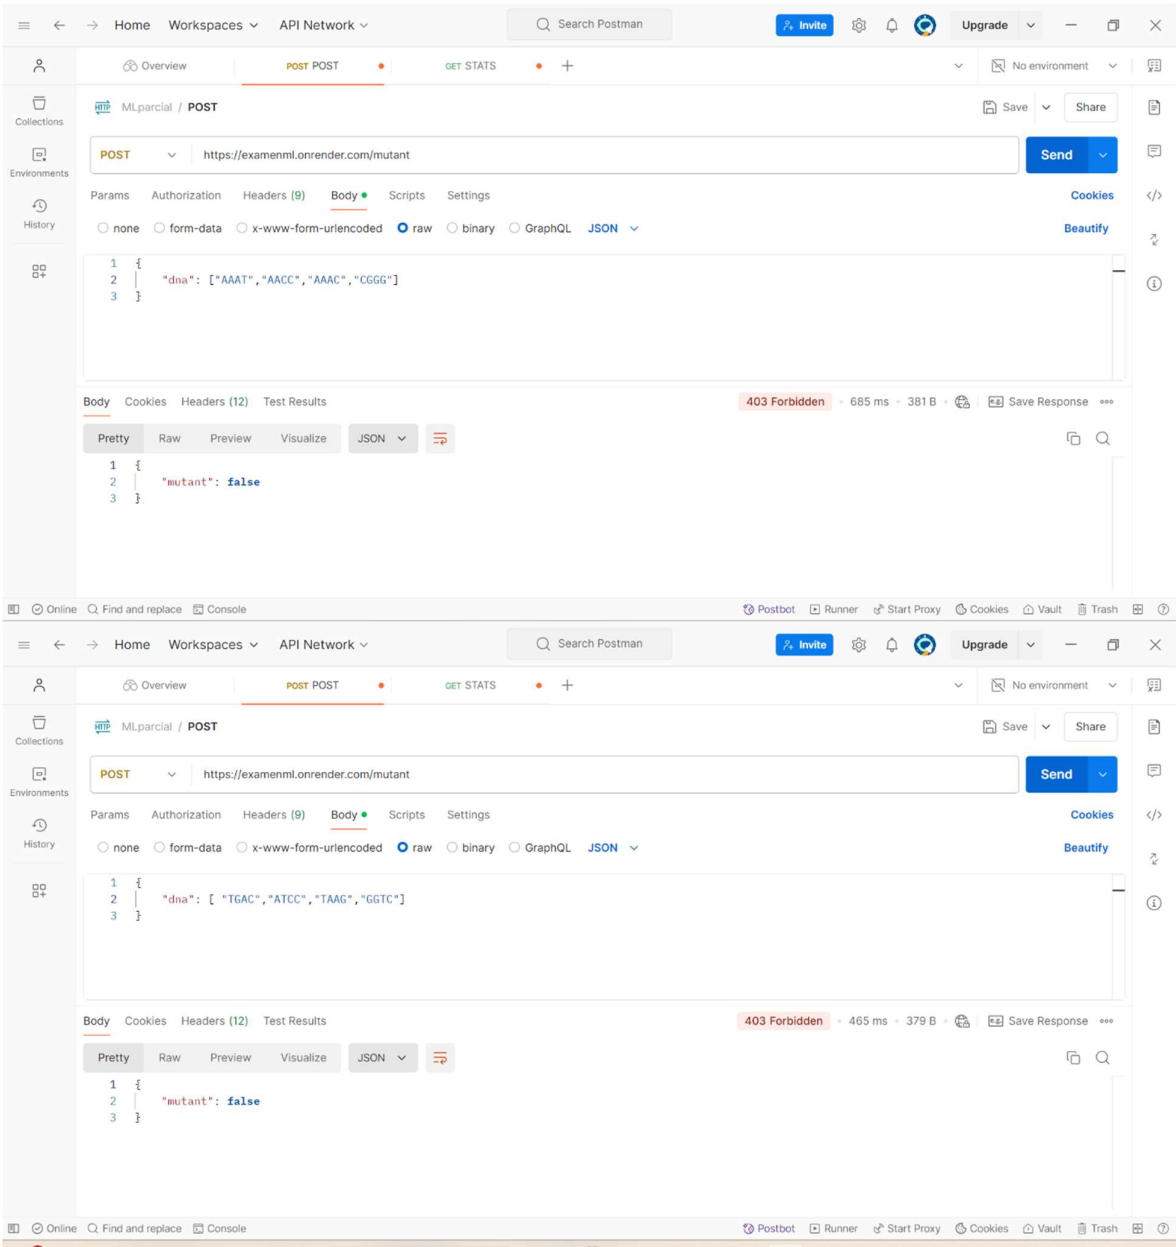 Home Workspaces API Network Search Postman Invite Upgrade
Overview POST POST GET STATS No environment
Collections
HTTP MLparcial / POST Save Share
POST https://examenml.onrender.com/mutant Send
Environments
Params Authorization Headers (9) Body Scripts Settings Cookies
History
none form-data x-www-form-urlencoded raw binary GraphQL JSON Beautify
1 {
2 "dna": ["AAAT","AACC","AAAC","CGGG"]
3 }
Body Cookies Headers (12) Test Results 403 Forbidden 685 ms 381 B e.g. Save Response
Pretty Raw Preview Visualize JSON
1 {
2 "mutant": false
3 }
Online Find and replace Console Postbot Runner Start Proxy Cookies Vault Trash
Home Workspaces API Network Search Postman Invite Upgrade
Overview POST POST GET STATS No environment
Collections
HTTP MLparcial / POST Save Share
POST https://examenml.onrender.com/mutant Send
Environments
Params Authorization Headers (9) Body Scripts Settings Cookies
History
none form-data x-www-form-urlencoded raw binary GraphQL JSON Beautify
1 {
2 "dna": [ "TGAC","ATCC","TAAG","GGTC"]
3 }
Body Cookies Headers (12) Test Results 403 Forbidden 465 ms 379 B e.g. Save Response
Pretty Raw Preview Visualize JSON
1 {
2 "mutant": false
3 }
Online Find and replace Console Postbot Runner Start Proxy Cookies Vault Trash